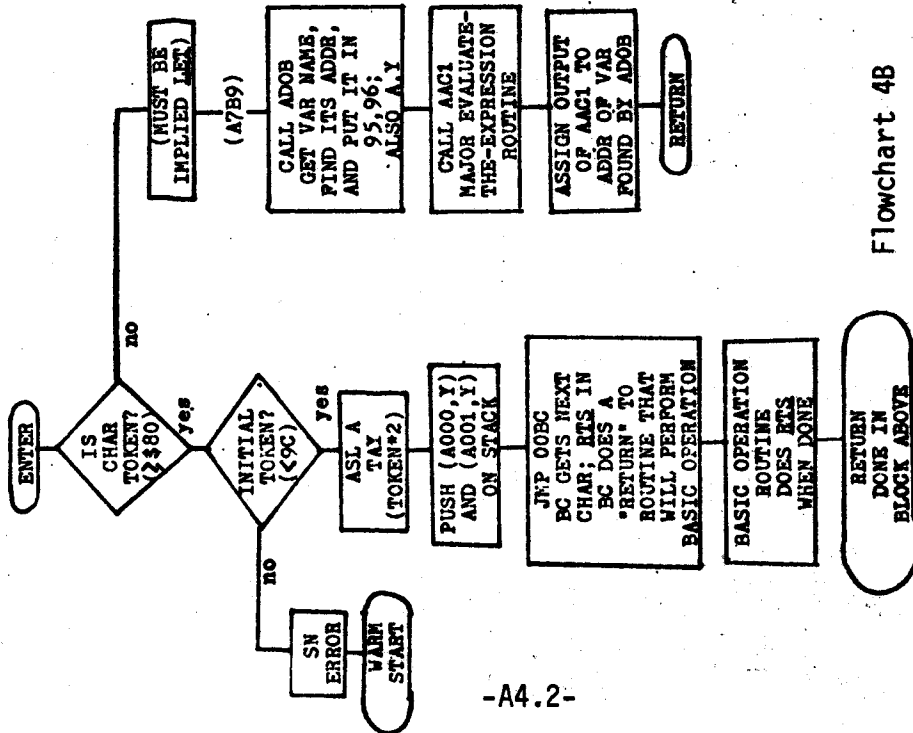 ENTER
IS
CHAR
TOKEN?
(≥$80)
no
yes
(MUST BE
IMPLIED LET)
(A7B9)
CALL AD0B
GET VAR NAME,
FIND ITS ADDR,
AND PUT IT IN
95,96;
ALSO A,Y
CALL AAC1
MAJOR EVALUATE-
THE-EXPRESSION
ROUTINE
ASSIGN OUTPUT
OF AAC1 TO
ADDR OF VAR
FOUND BY AD0B
RETURN
INITIAL
TOKEN?
(<9C)
no
yes
SN
ERROR
WARM
START
ASL A
TAY
(TOKEN*2)
PUSH (A000,Y)
AND (A001,Y)
ON STACK
JMP 00BC
BC GETS NEXT
CHAR; RTS IN
BC DOES A
"RETURN" TO
ROUTINE THAT
WILL PERFORM
BASIC OPERATION
BASIC OPERATION
ROUTINE
DOES RTS
WHEN DONE
RETURN
DONE IN
BLOCK ABOVE
Flowchart 4B
-A4.2-